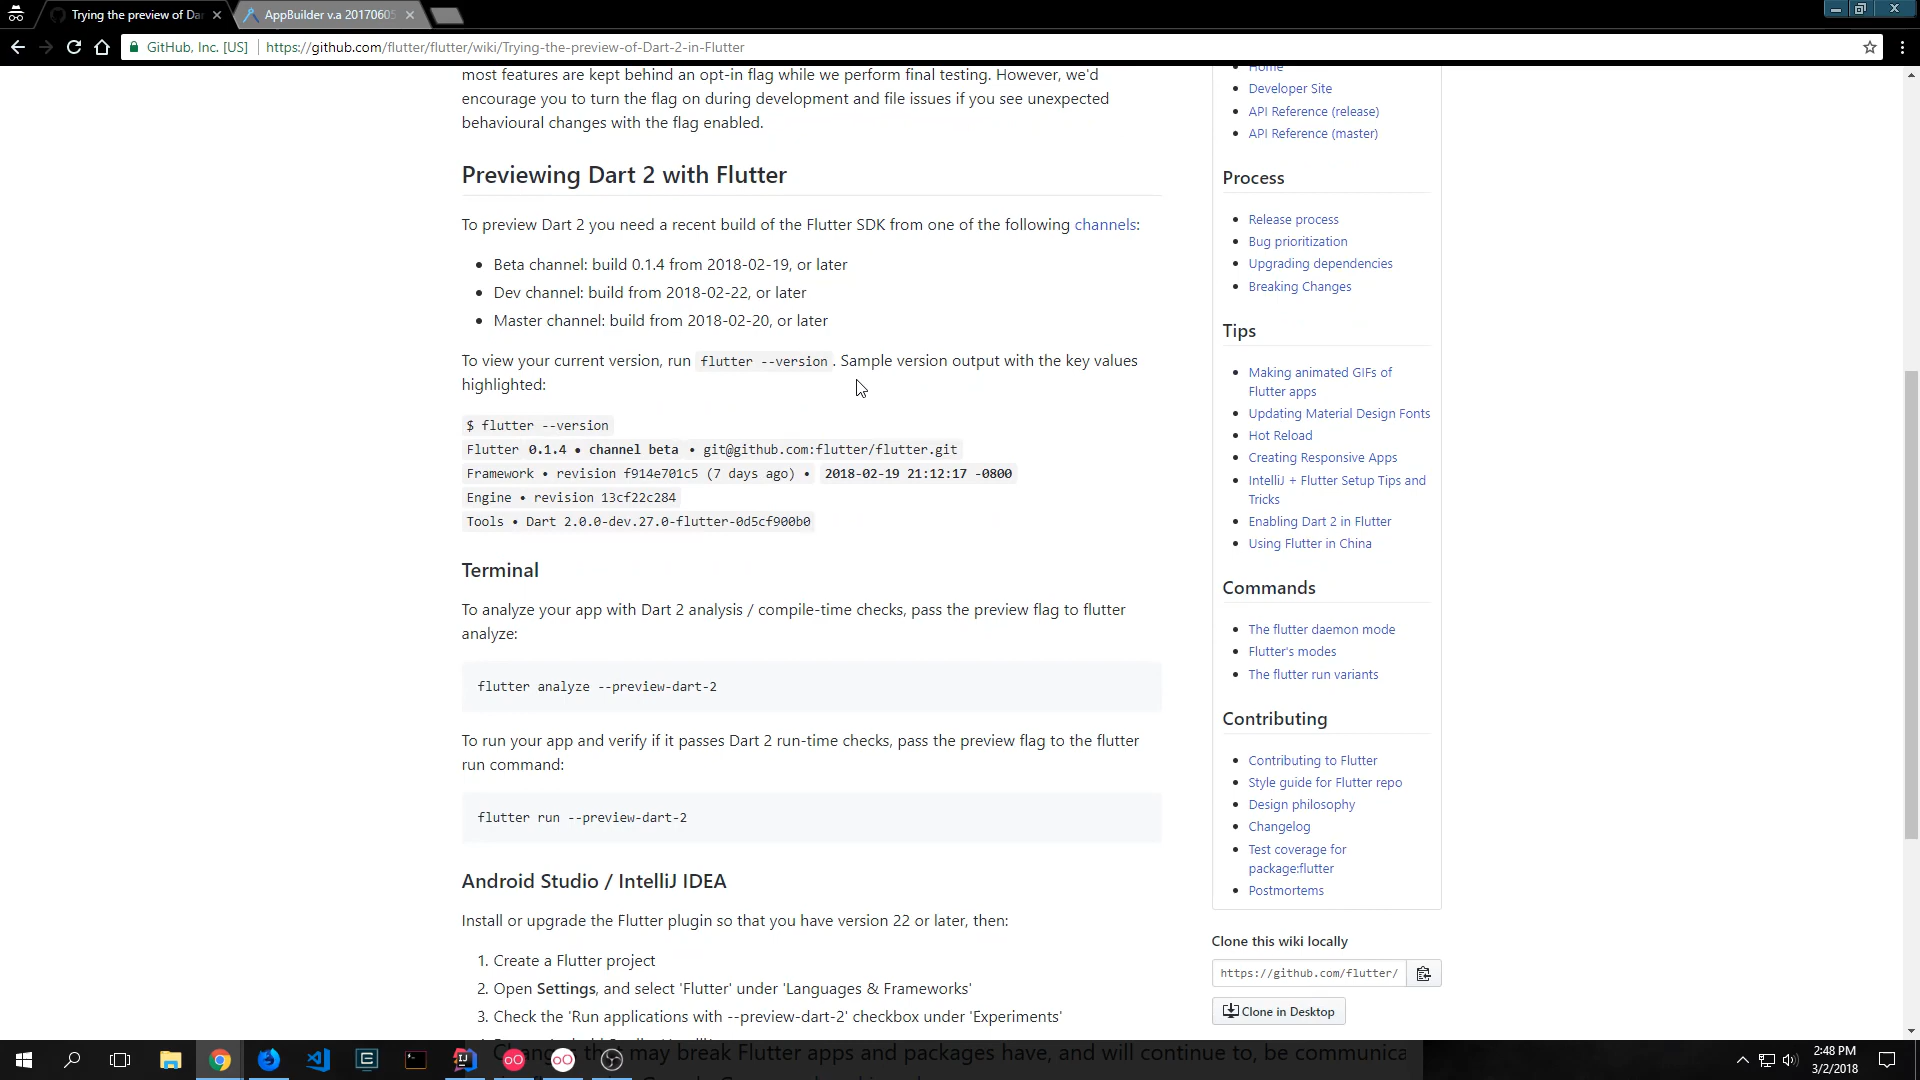 Trying the preview of Da
AppBuilder v.a 20170605
GitHub, Inc. [US]
https://github.com/flutter/flutter/wiki/Trying-the-preview-of-Dart-2-in-Flutter
most features are kept behind an opt-in flag while we perform final testing. However, we'd
encourage you to turn the flag on during development and file issues if you see unexpected
behavioural changes with the flag enabled.
Previewing Dart 2 with Flutter
To preview Dart 2 you need a recent build of the Flutter SDK from one of the following channels:
• Beta channel: build 0.1.4 from 2018-02-19, or later
• Dev channel: build from 2018-02-22, or later
• Master channel: build from 2018-02-20, or later
To view your current version, run flutter --version. Sample version output with the key values
highlighted:
$ flutter --version
Flutter 0.1.4 • channel beta • git@github.com:flutter/flutter.git
Framework • revision f914e701c5 (7 days ago) • 2018-02-19 21:12:17 -0800
Engine • revision 13cf22c284
Tools • Dart 2.0.0-dev.27.0-flutter-0d5cf900b0
Terminal
To analyze your app with Dart 2 analysis / compile-time checks, pass the preview flag to flutter
analyze:
flutter analyze --preview-dart-2
To run your app and verify if it passes Dart 2 run-time checks, pass the preview flag to the flutter
run command:
flutter run --preview-dart-2
Android Studio / IntelliJ IDEA
Install or upgrade the Flutter plugin so that you have version 22 or later, then:
1. Create a Flutter project
2. Open Settings, and select 'Flutter' under 'Languages & Frameworks'
3. Check the 'Run applications with --preview-dart-2' checkbox under 'Experiments'
Home
Developer Site
API Reference (release)
API Reference (master)
Process
Release process
Bug prioritization
Upgrading dependencies
Breaking Changes
Tips
Making animated GIFs of
Flutter apps
Updating Material Design Fonts
Hot Reload
Creating Responsive Apps
IntelliJ + Flutter Setup Tips and
Tricks
Enabling Dart 2 in Flutter
Using Flutter in China
Commands
The flutter daemon mode
Flutter's modes
The flutter run variants
Contributing
Contributing to Flutter
Style guide for Flutter repo
Design philosophy
Changelog
Test coverage for
package:flutter
Postmortems
Clone this wiki locally
https://github.com/flutter/
Clone in Desktop
that may break Flutter apps and packages have, and will continue to, be communica
2:48 PM
3/2/2018